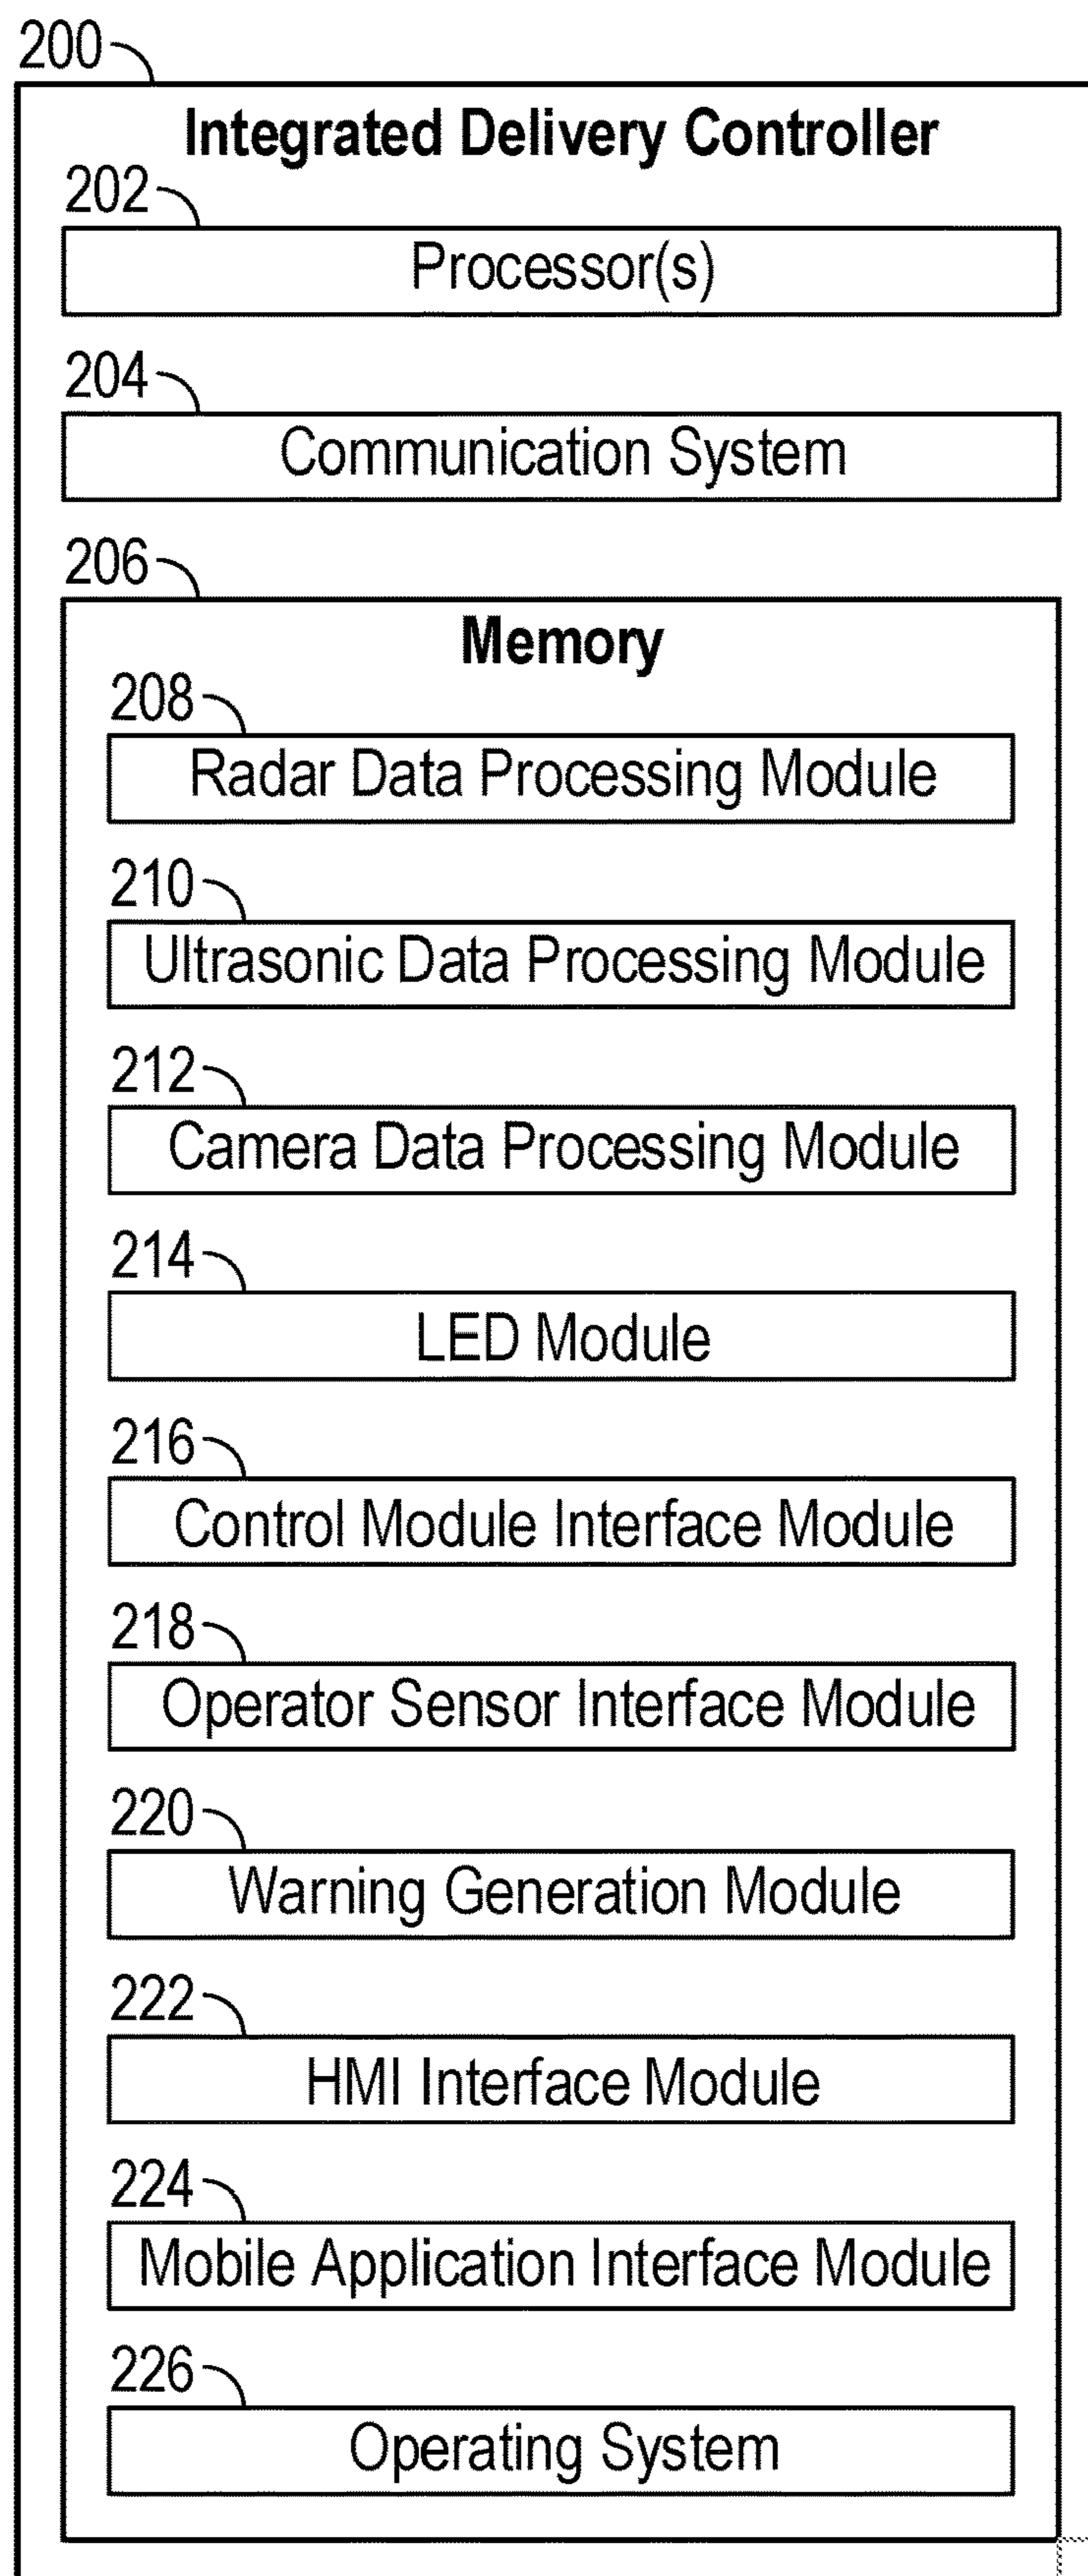 200
Integrated Delivery Controller
202
Processor(s)
204
Communication System
206
Memory
208
Radar Data Processing Module
210
Ultrasonic Data Processing Module
212
Camera Data Processing Module
214
LED Module
216
Control Module Interface Module
218
Operator Sensor Interface Module
220
Warning Generation Module
222
HMI Interface Module
224
Mobile Application Interface Module
226
Operating System